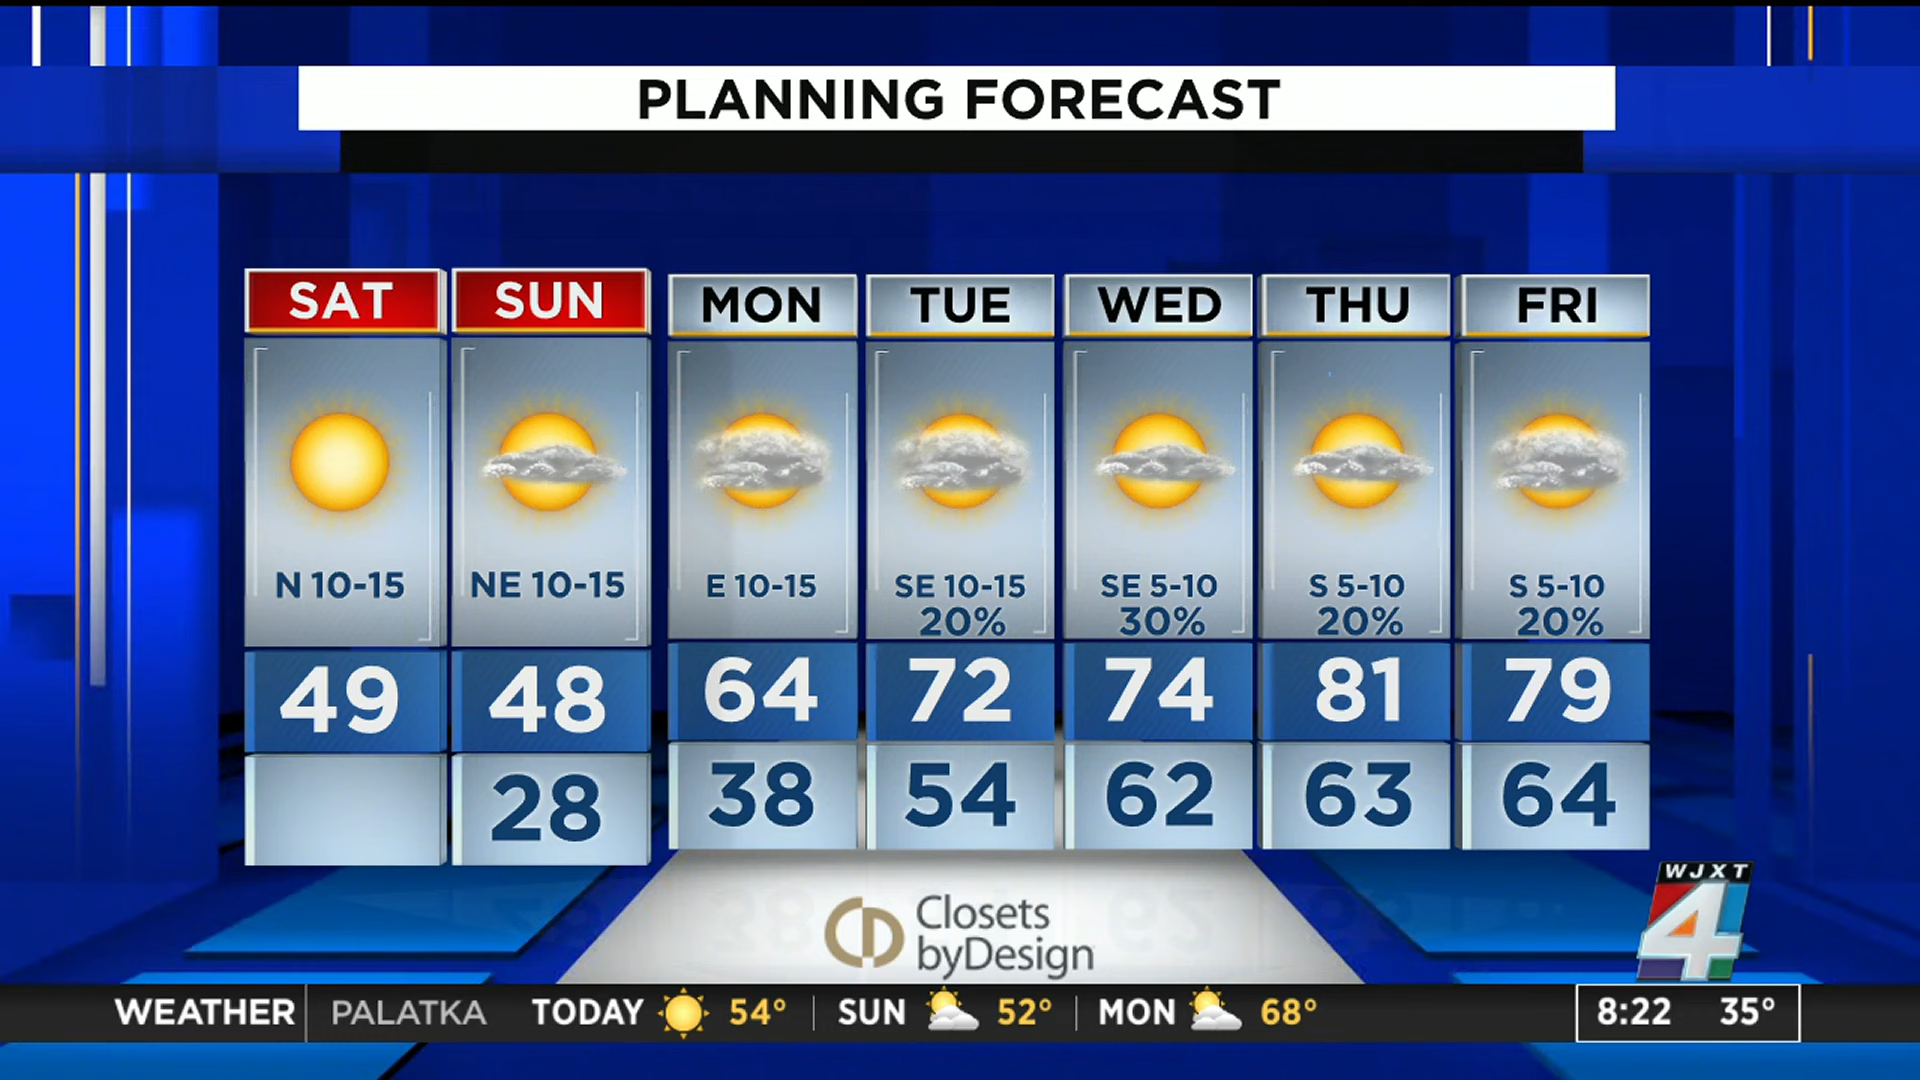 PLANNING FORECAST
SAT SUN MON TUE WED THU FRI
N 10-15 NE 10-15 E 10-15 SE 10-15 SE 5-10 S 5-10 S 5-10
20% 30% 20% 20%
49 48 64 72 74 81 79
28 38 54 62 63 64
Closets
byDesign
WJXT
4
WEATHER PALATKA TODAY 54° SUN 52° MON 68° 8:22 35°